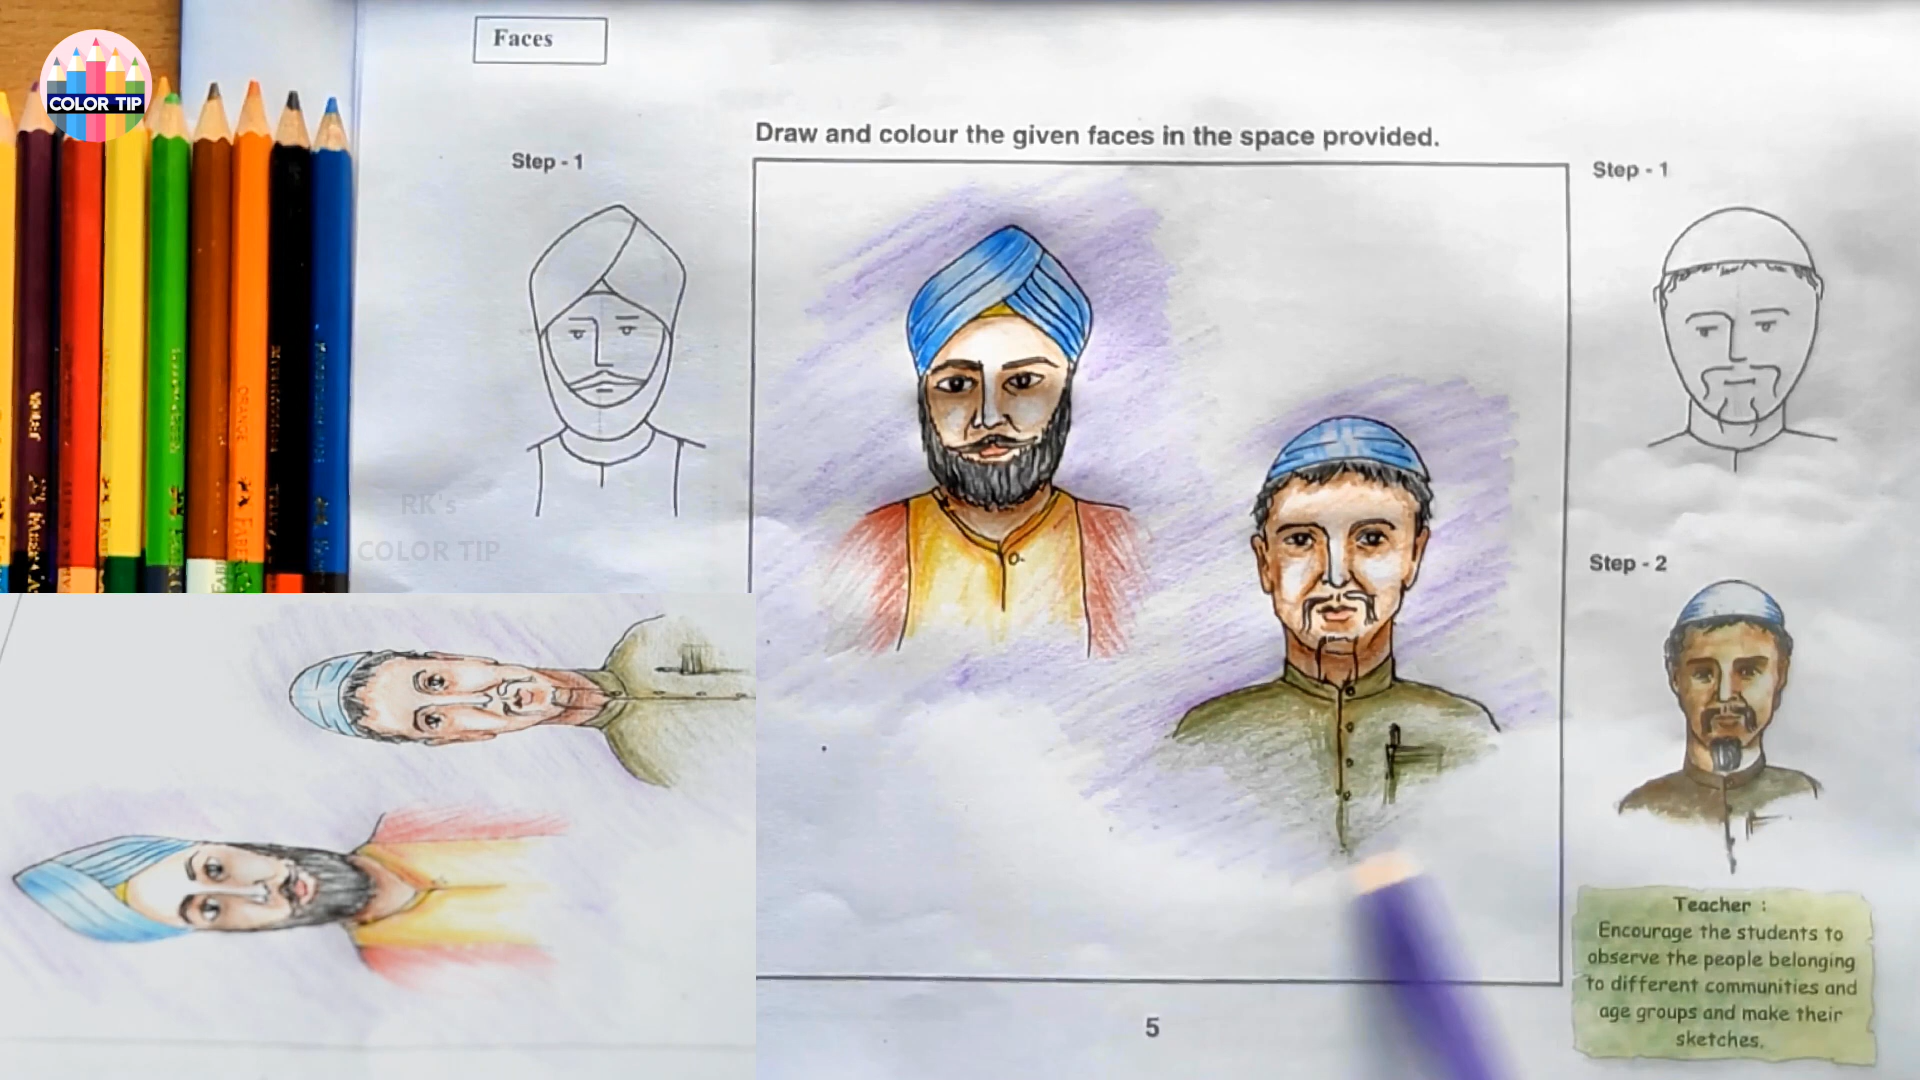 COLOR TIP
Faces
Draw and colour the given faces in the space provided.
Step - 1
Step - 1
ORANGE
RK's
COLOR TIP
Step - 2
Teacher :
Encourage the students to
observe the people belonging
to different communities and
age groups and make their
sketches.
5